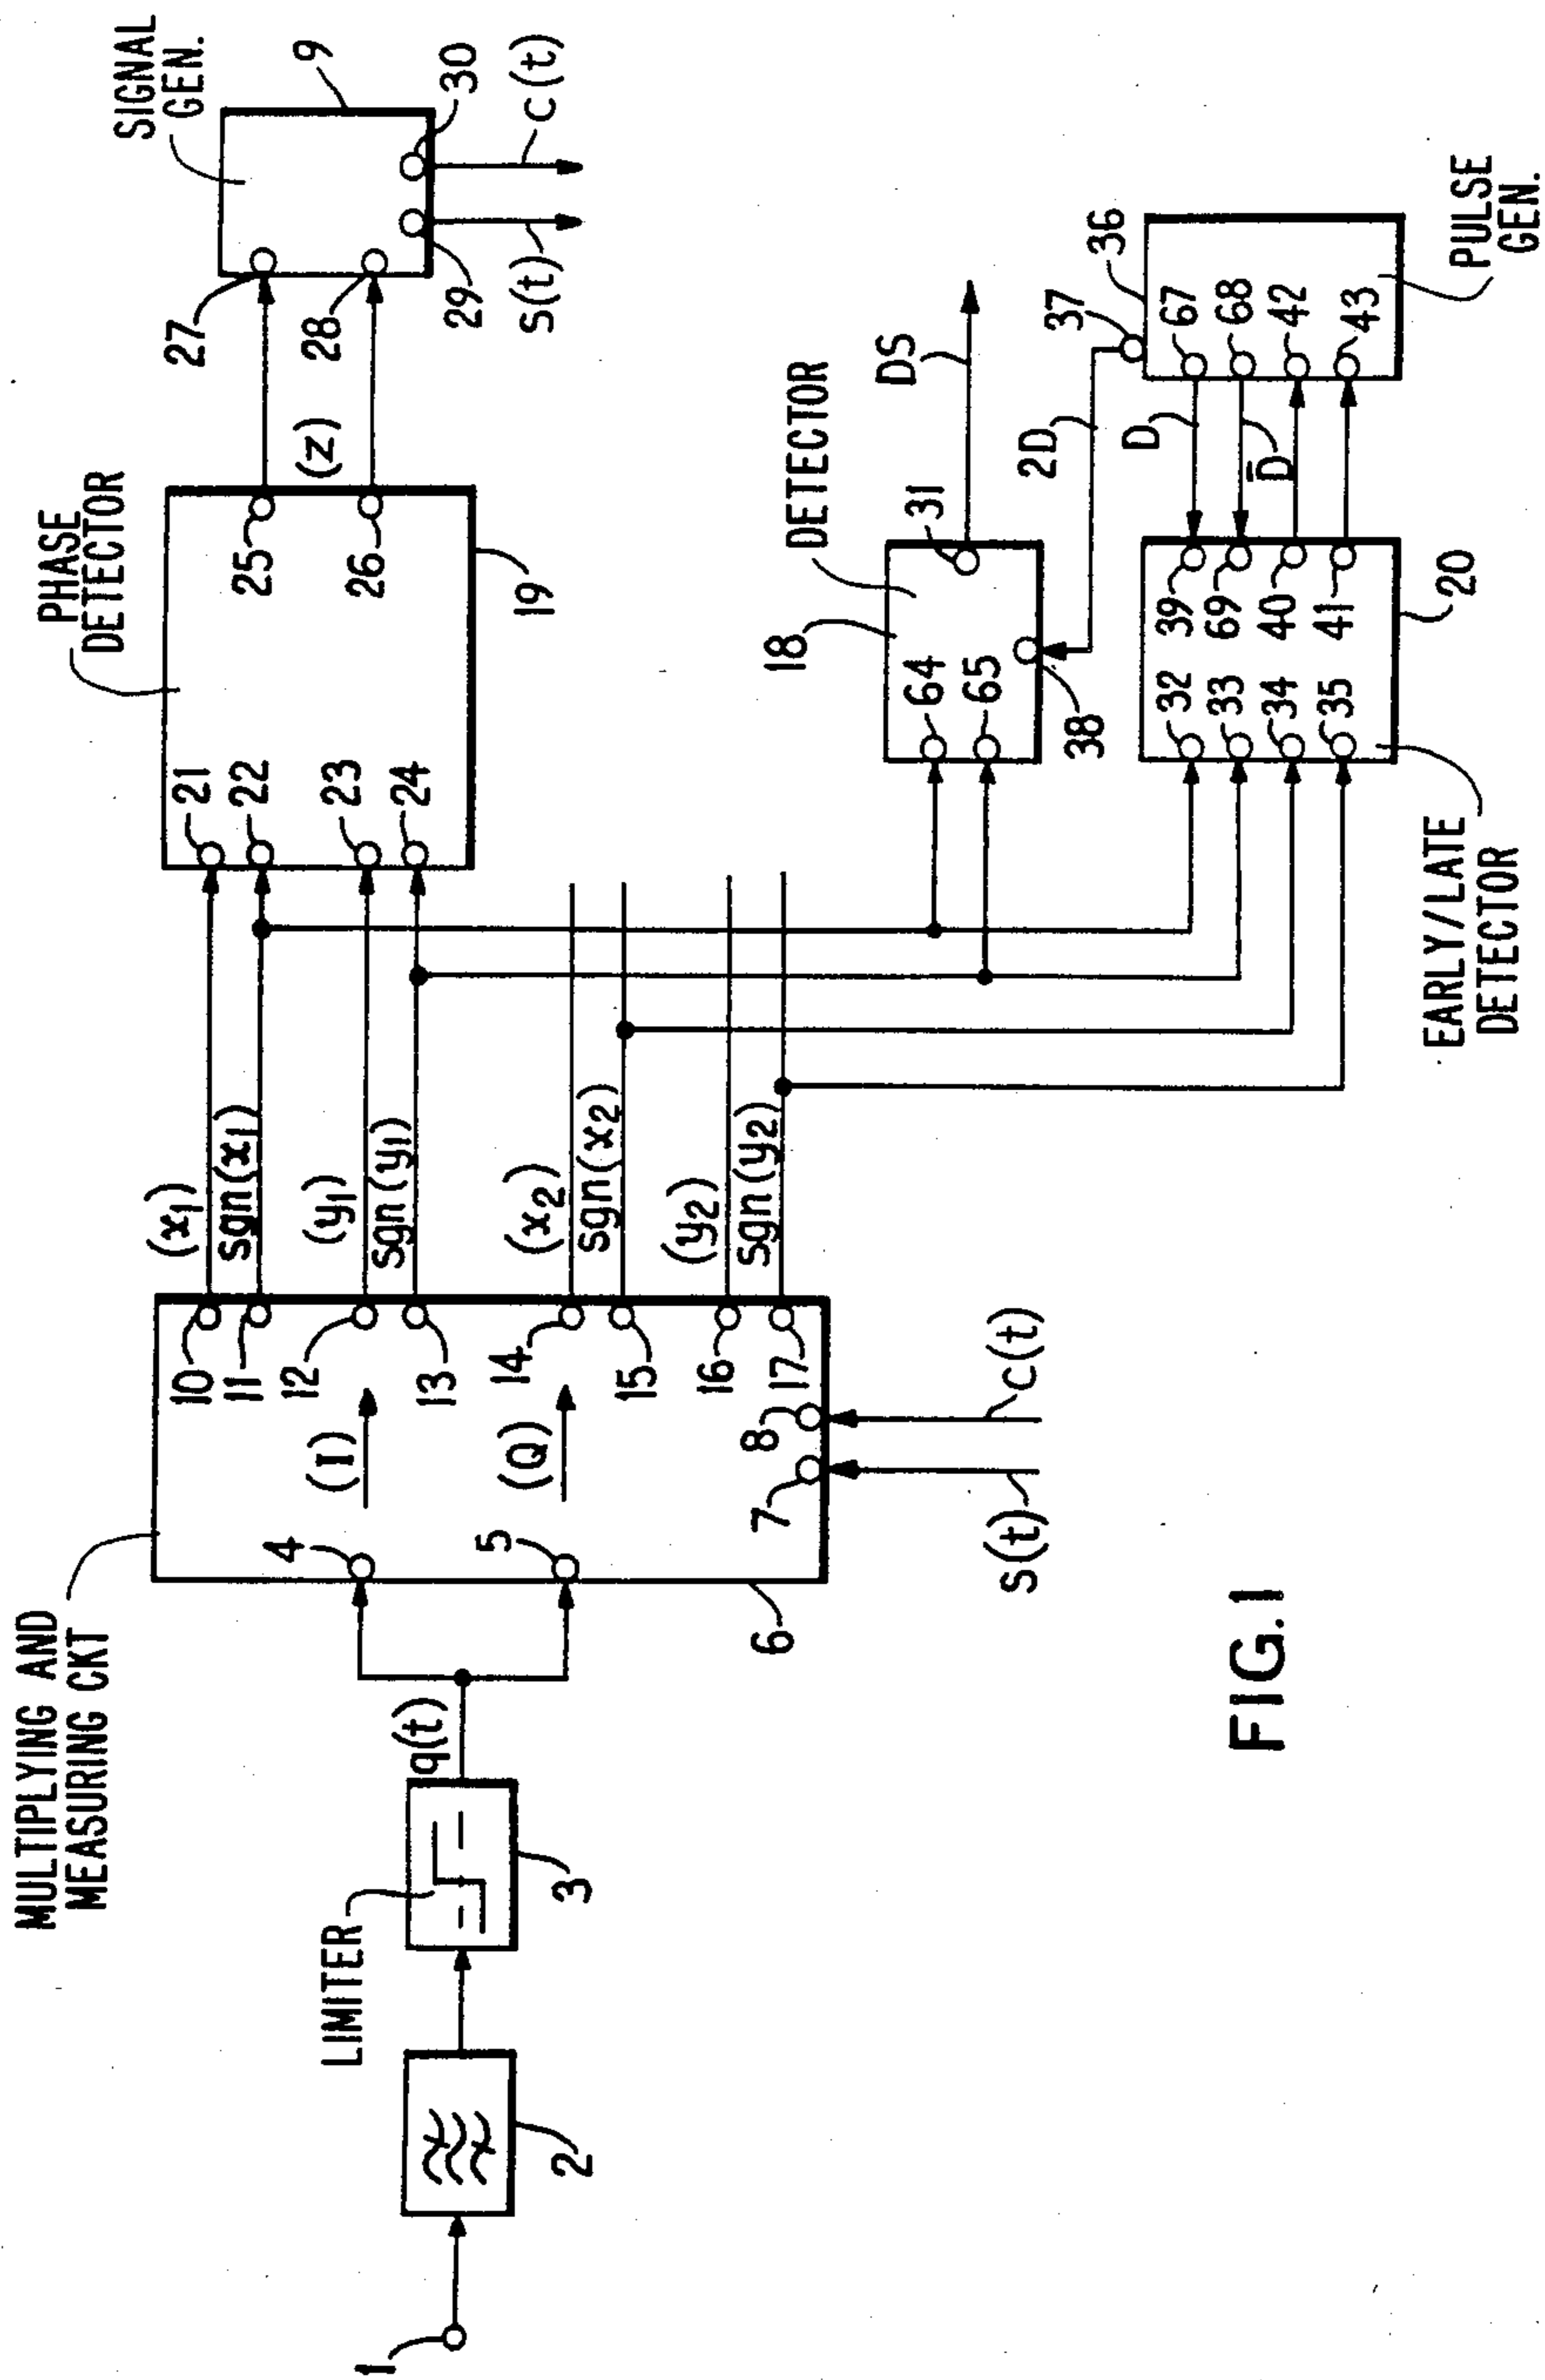 MULTIPLYING AND
MEASURING CKT
PHASE
DETECTOR
SIGNAL
GEN.
LIMITER
DETECTOR
EARLY/LATE
DETECTOR
PULSE
GEN.
1
2
3
q(t)
4
5
6
7
8
S(t)
C(t)
(I)
(Q)
10
11
12
13
14
15
16
17
(x1)
sgn(x1)
(y1)
sgn(y1)
(x2)
sgn(x2)
(y2)
sgn(y2)
21
22
23
24
25
26
19
(z)
27
28
9
29
30
S(t)
C(t)
18
64
65
31
38
DS
2D
D
D̅
32
33
34
35
39
69
40
41
20
37
36
67
68
42
43
FIG.1